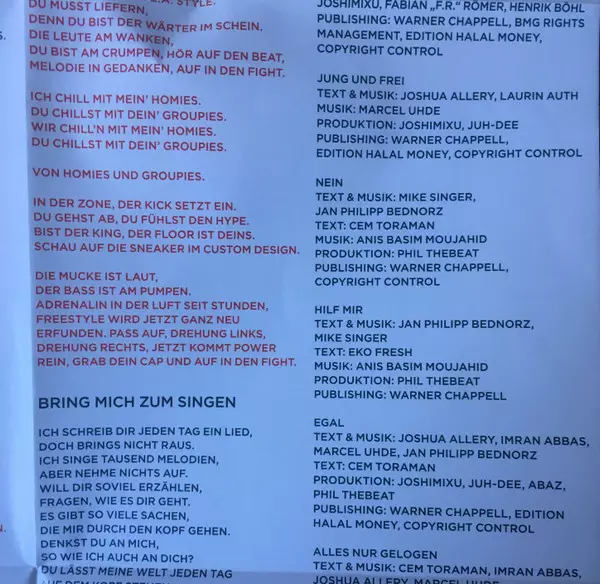 L.A. STYLE.
DU MUSST LIEFERN,
DENN DU BIST DER WÄRTER IM SCHEIN.
DIE LEUTE AM WANKEN,
DU BIST AM CRUMPEN, HÖR AUF DEN BEAT,
MELODIE IN GEDANKEN, AUF IN DEN FIGHT.
ICH CHILL MIT MEIN' HOMIES.
DU CHILLST MIT DEIN' GROUPIES.
WIR CHILL'N MIT MEIN' HOMIES.
DU CHILLST MIT DEIN' GROUPIES.
VON HOMIES UND GROUPIES.
IN DER ZONE, DER KICK SETZT EIN.
DU GEHST AB, DU FÜHLST DEN HYPE.
BIST DER KING, DER FLOOR IST DEINS.
SCHAU AUF DIE SNEAKER IM CUSTOM DESIGN.
DIE MUCKE IST LAUT,
DER BASS IST AM PUMPEN.
ADRENALIN IN DER LUFT SEIT STUNDEN,
FREESTYLE WIRD JETZT GANZ NEU
ERFUNDEN. PASS AUF, DREHUNG LINKS,
DREHUNG RECHTS, JETZT KOMMT POWER
REIN, GRAB DEIN CAP UND AUF IN DEN FIGHT.
BRING MICH ZUM SINGEN
ICH SCHREIB DIR JEDEN TAG EIN LIED,
DOCH BRINGS NICHT RAUS.
ICH SINGE TAUSEND MELODIEN,
ABER NEHME NICHTS AUF.
WILL DIR SOVIEL ERZÄHLEN,
FRAGEN, WIE ES DIR GEHT.
ES GIBT SO VIELE SACHEN,
DIE MIR DURCH DEN KOPF GEHEN.
DENKST DU AN MICH,
SO WIE ICH AUCH AN DICH?
DU LÄSST MEINE WELT JEDEN TAG
JOSHIMIXU, FABIAN „F.R.“ RÖMER, HENRIK BÖHL
PUBLISHING: WARNER CHAPPELL, BMG RIGHTS
MANAGEMENT, EDITION HALAL MONEY,
COPYRIGHT CONTROL
JUNG UND FREI
TEXT & MUSIK: JOSHUA ALLERY, LAURIN AUTH
MUSIK: MARCEL UHDE
PRODUKTION: JOSHIMIXU, JUH-DEE
PUBLISHING: WARNER CHAPPELL,
EDITION HALAL MONEY, COPYRIGHT CONTROL
NEIN
TEXT & MUSIK: MIKE SINGER,
JAN PHILIPP BEDNORZ
TEXT: CEM TORAMAN
MUSIK: ANIS BASIM MOUJAHID
PRODUKTION: PHIL THEBEAT
PUBLISHING: WARNER CHAPPELL,
COPYRIGHT CONTROL
HILF MIR
TEXT & MUSIK: JAN PHILIPP BEDNORZ,
MIKE SINGER
TEXT: EKO FRESH
MUSIK: ANIS BASIM MOUJAHID
PRODUKTION: PHIL THEBEAT
PUBLISHING: WARNER CHAPPELL
EGAL
TEXT & MUSIK: JOSHUA ALLERY, IMRAN ABBAS,
MARCEL UHDE, JAN PHILIPP BEDNORZ
TEXT: CEM TORAMAN
PRODUKTION: JOSHIMIXU, JUH-DEE, ABAZ,
PHIL THEBEAT
PUBLISHING: WARNER CHAPPELL, EDITION
HALAL MONEY, COPYRIGHT CONTROL
ALLES NUR GELOGEN
TEXT & MUSIK: CEM TORAMAN, IMRAN ABBAS,